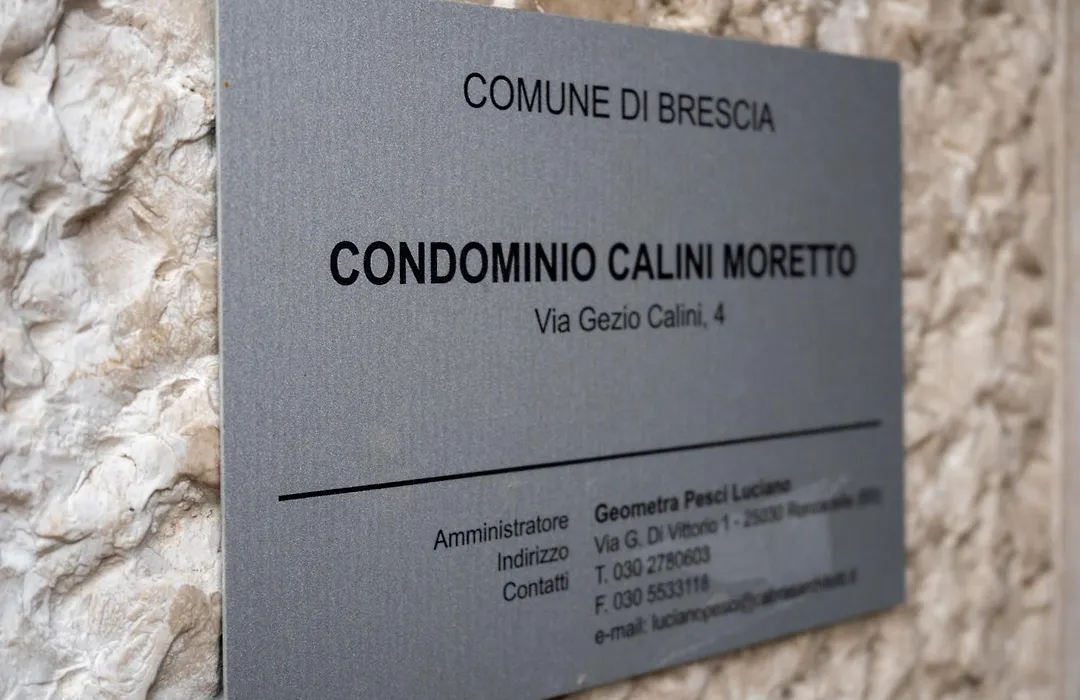 COMUNE DI BRESCIA
CONDOMINIO CALINI MORETTO
Via Gezio Calini, 4
Amministratore Geometra Pesci Luciano
Indirizzo Via G. Di Vittorio 1 - 25030
Contatti T. 030 2780603
F. 030 5533118
e-mail: